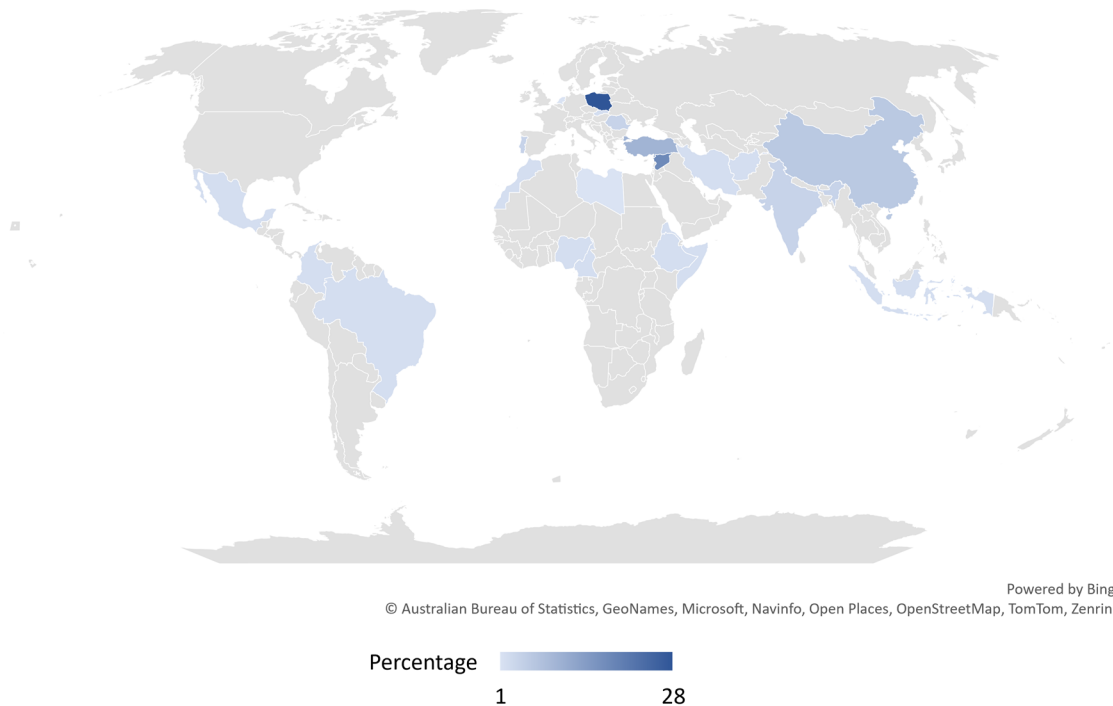 Powered by Bing
© Australian Bureau of Statistics, GeoNames, Microsoft, Navinfo, Open Places, OpenStreetMap, TomTom, Zenrin
Percentage
1 28